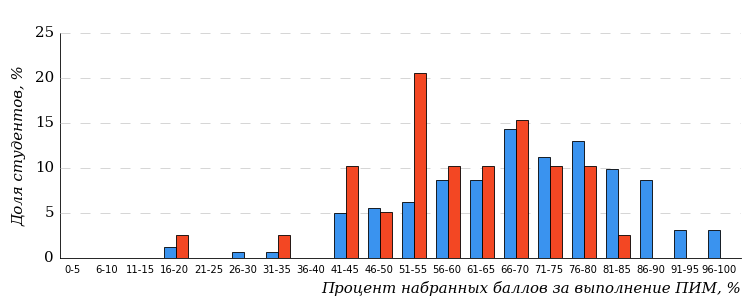 25
20
15
10
5
0
Доля студентов, %
0-5 6-10 11-15 16-20 21-25 26-30 31-35 36-40 41-45 46-50 51-55 56-60 61-65 66-70 71-75 76-80 81-85 86-90 91-95 96-100
Процент набранных баллов за выполнение ПИМ, %